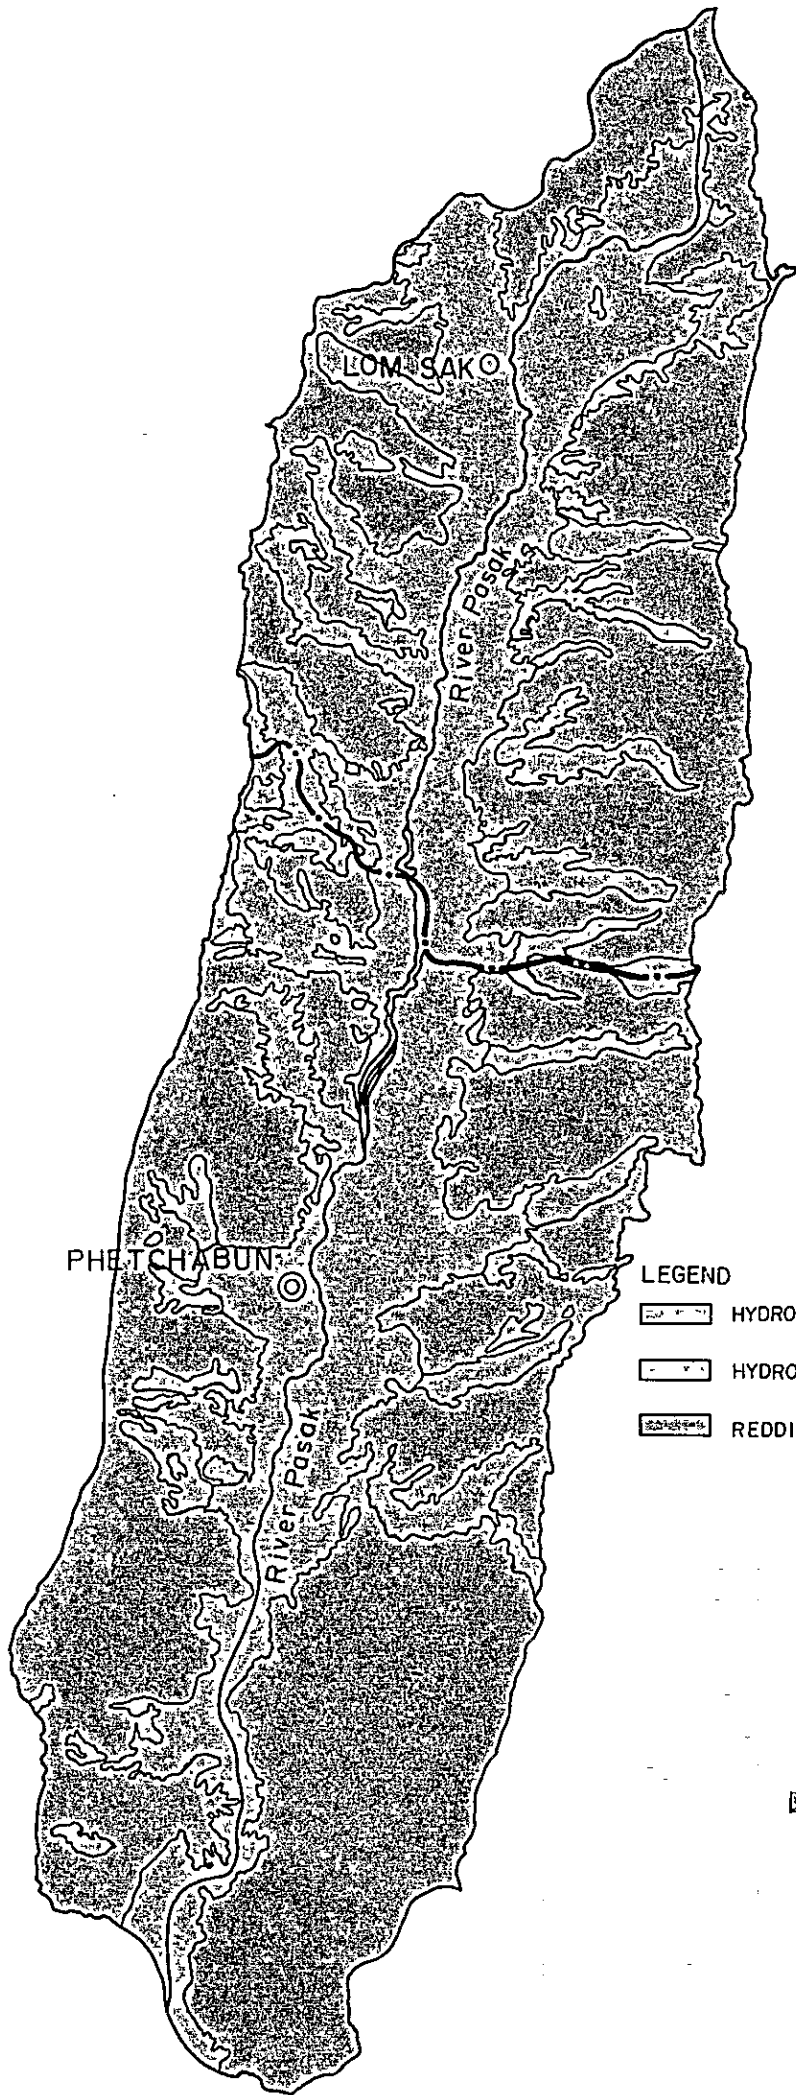 LOM SAK
River Pasak
PHETCHABUN
LEGEND
HYDRO
HYDRO
REDDI
River Pasak